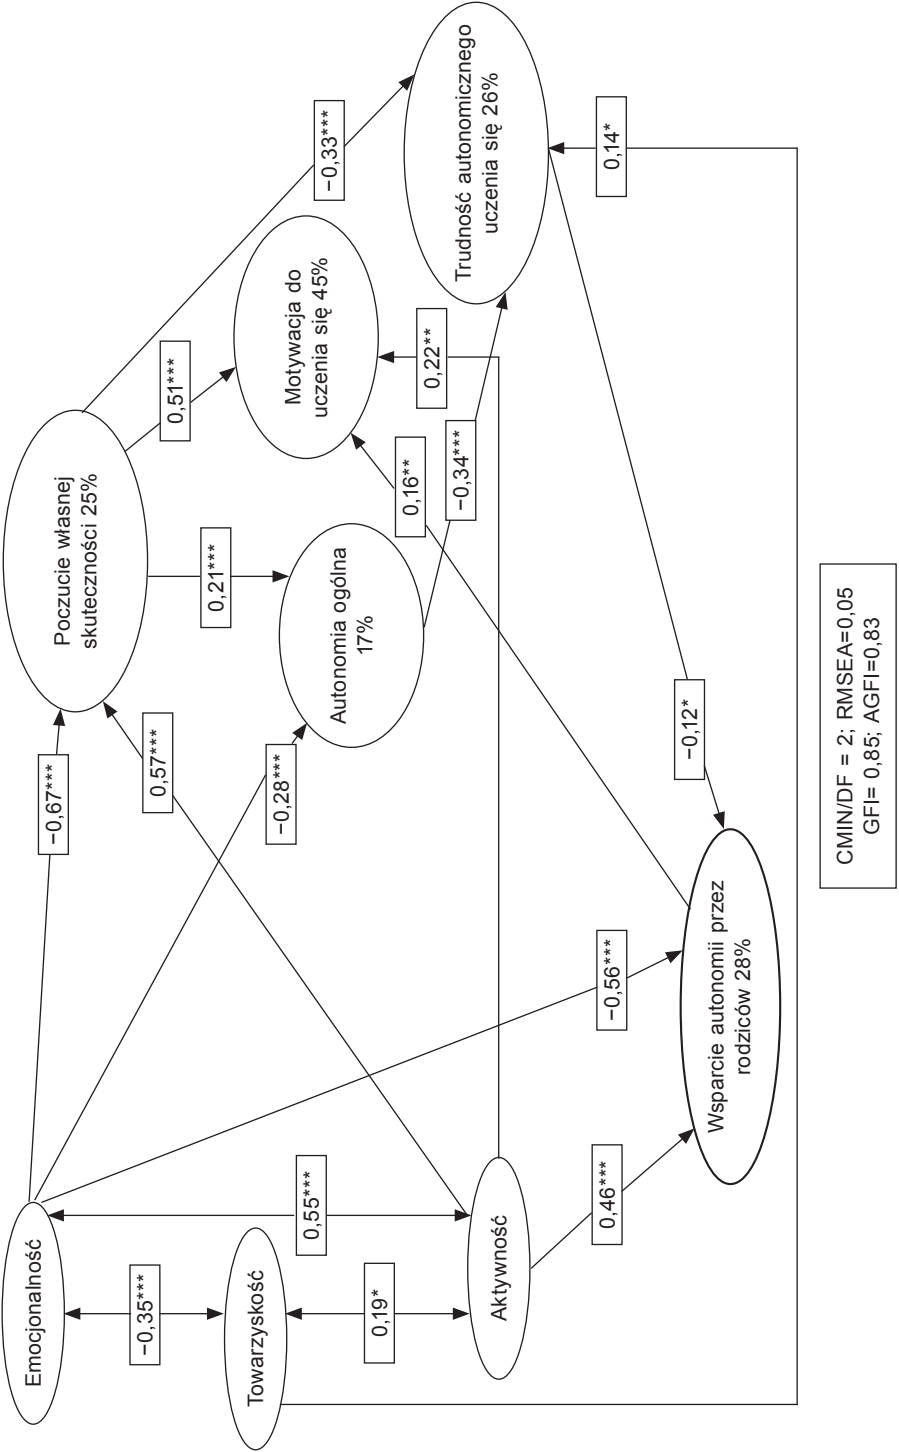 Emocjonalność
−0,35***
Towarzyskość
0,19*
Aktywność
0,55***
−0,67***
0,57***
−0,28***
−0,56***
0,46***
Poczucie własnej
skuteczności 25%
0,21***
Autonomia ogólna
17%
0,51***
Motywacja do
uczenia się 45%
0,16**
0,22**
−0,34***
−0,33***
Trudność autonomicznego
uczenia się 26%
0,14*
−0,12*
Wsparcie autonomii przez
rodziców 28%
CMIN/DF = 2; RMSEA=0,05
GFI= 0,85; AGFI=0,83